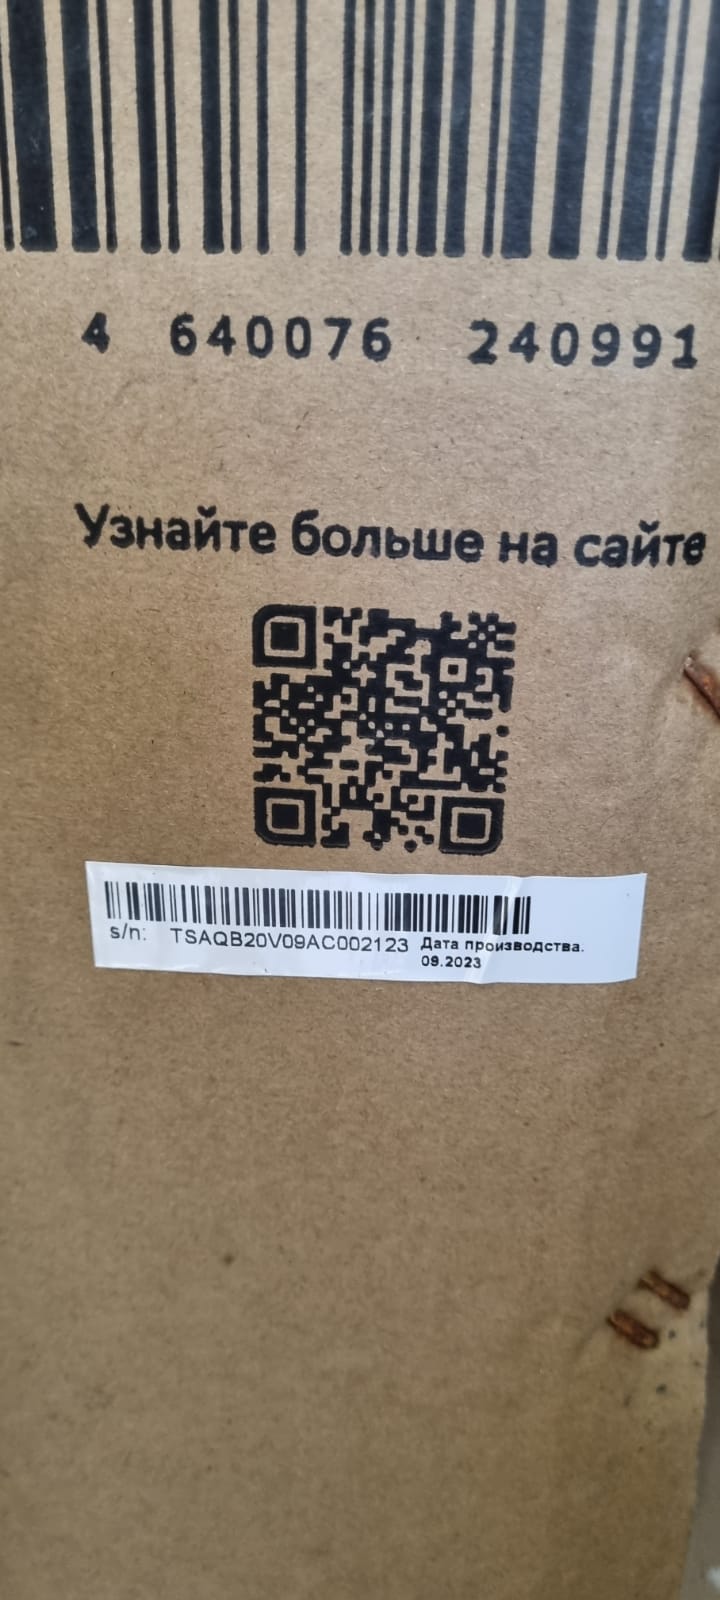 4 640076 240991
Узнайте больше на сайте
s/n: TSAQB20V09AC002123 Дата производства.
09.2023